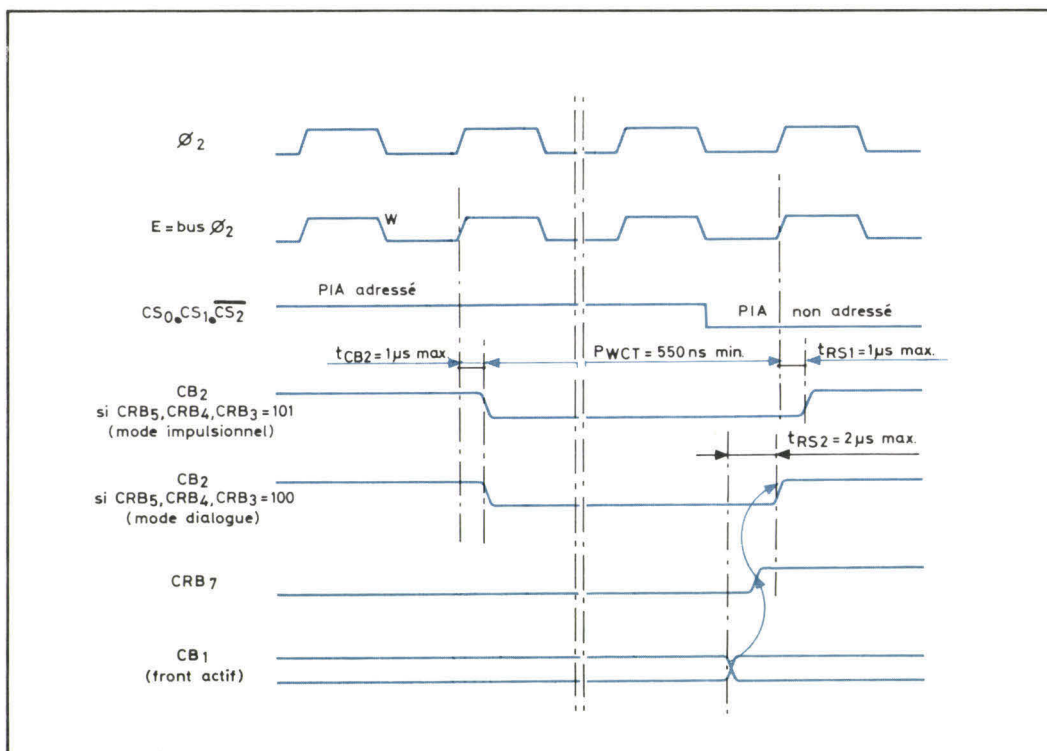 Ø2
E = bus Ø2
W
PIA adressé
CS0.CS1.CS2
PIA non adressé
tCB2 = 1µs max.
PWCT = 550 ns min.
tRS1 = 1µs max.
CB2
si CRB5, CRB4, CRB3 = 101
(mode impulsionnel)
tRS2 = 2µs max.
CB2
si CRB5, CRB4, CRB3 = 100
(mode dialogue)
CRB7
CB1
(front actif)